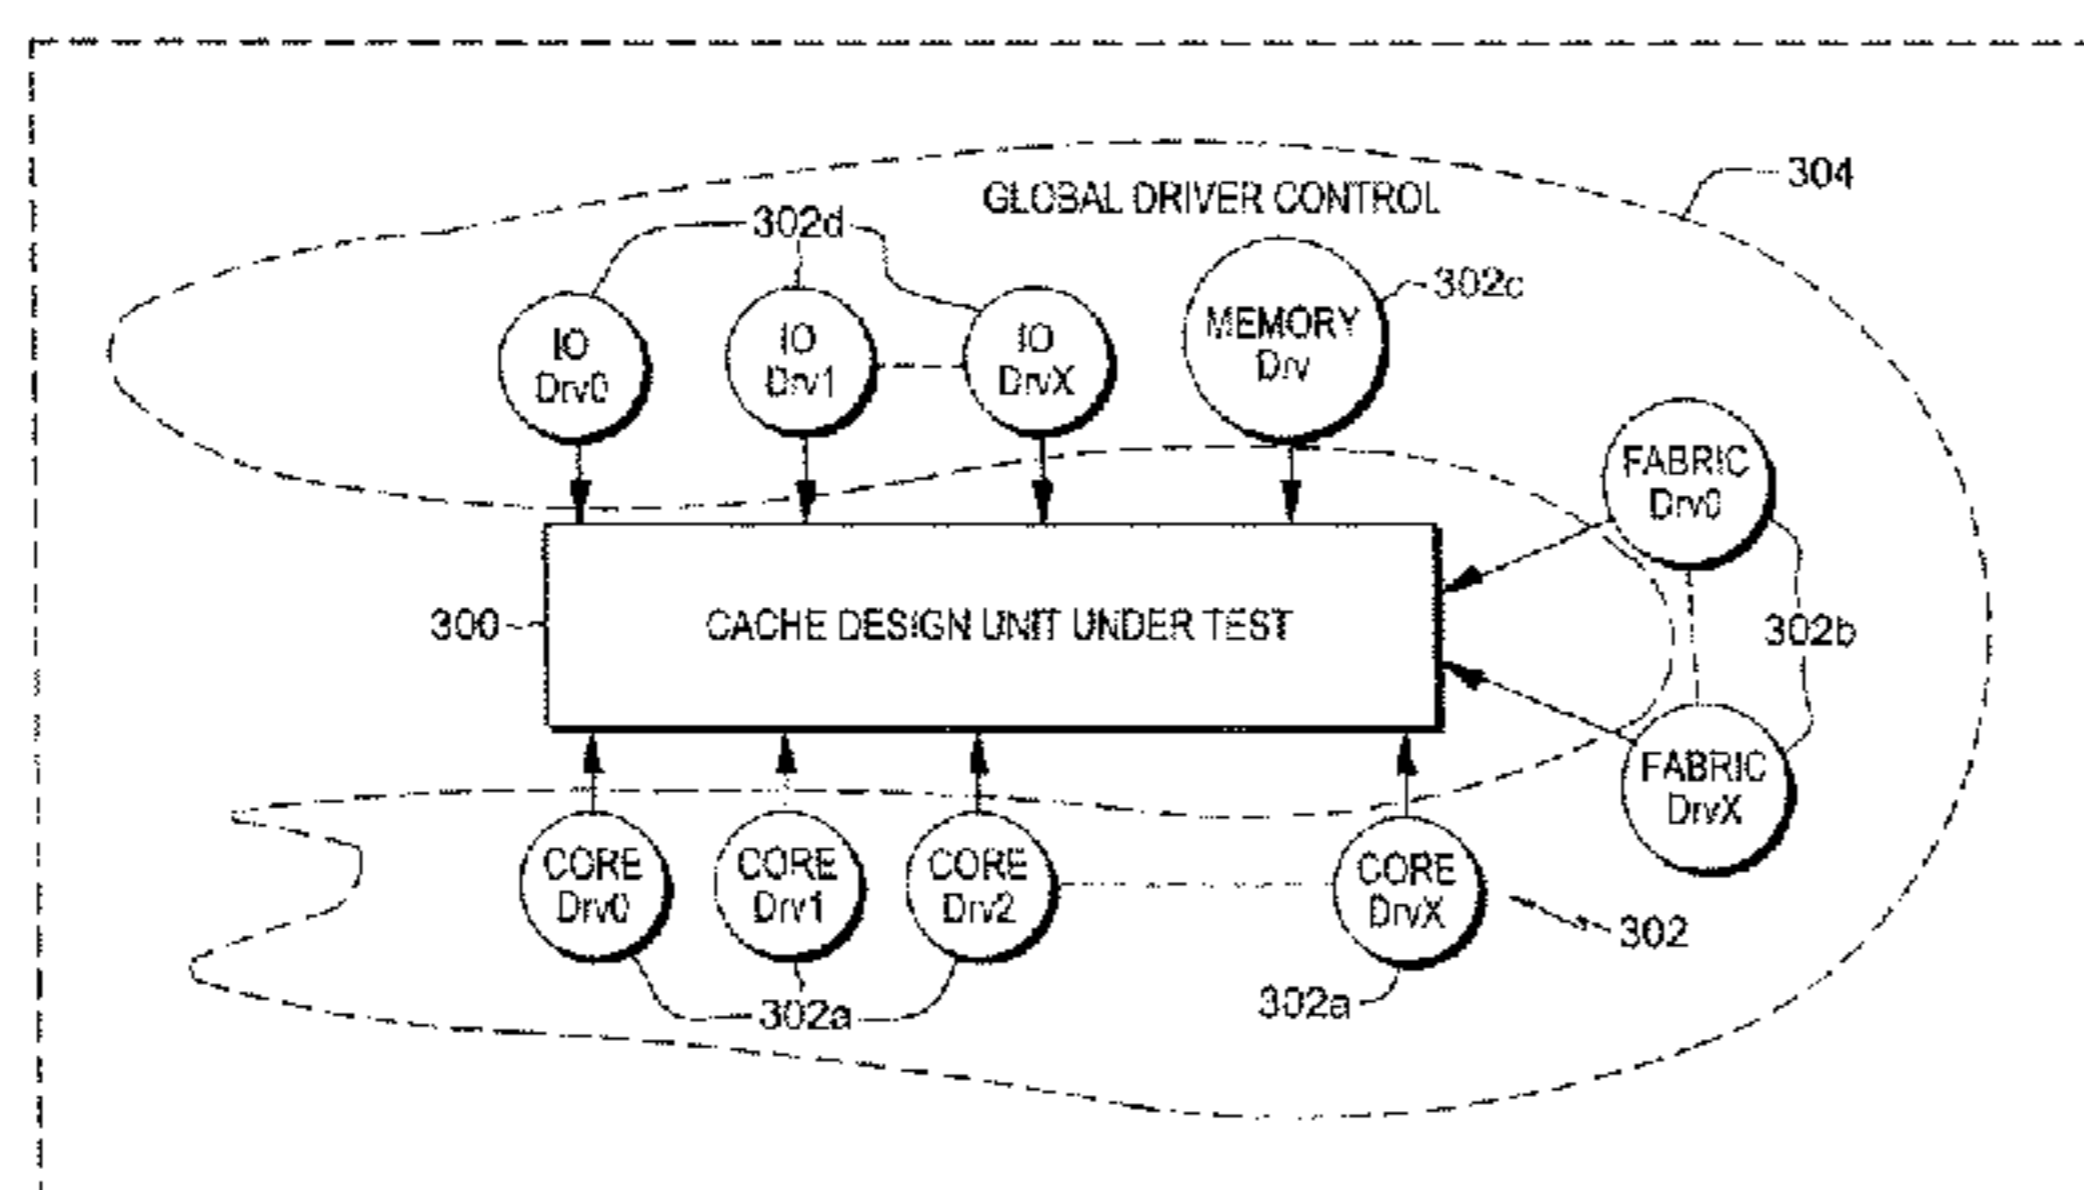 304
GLOBAL DRIVER CONTROL
302d
302c
IO
Drv0
IO
Drv1
IO
DrvX
MEMORY
Drv
FABRIC
Drv0
300
CACHE DESIGN UNIT UNDER TEST
302b
FABRIC
DrvX
CORE
Drv0
CORE
Drv1
CORE
Drv2
CORE
DrvX
302
302a
302a